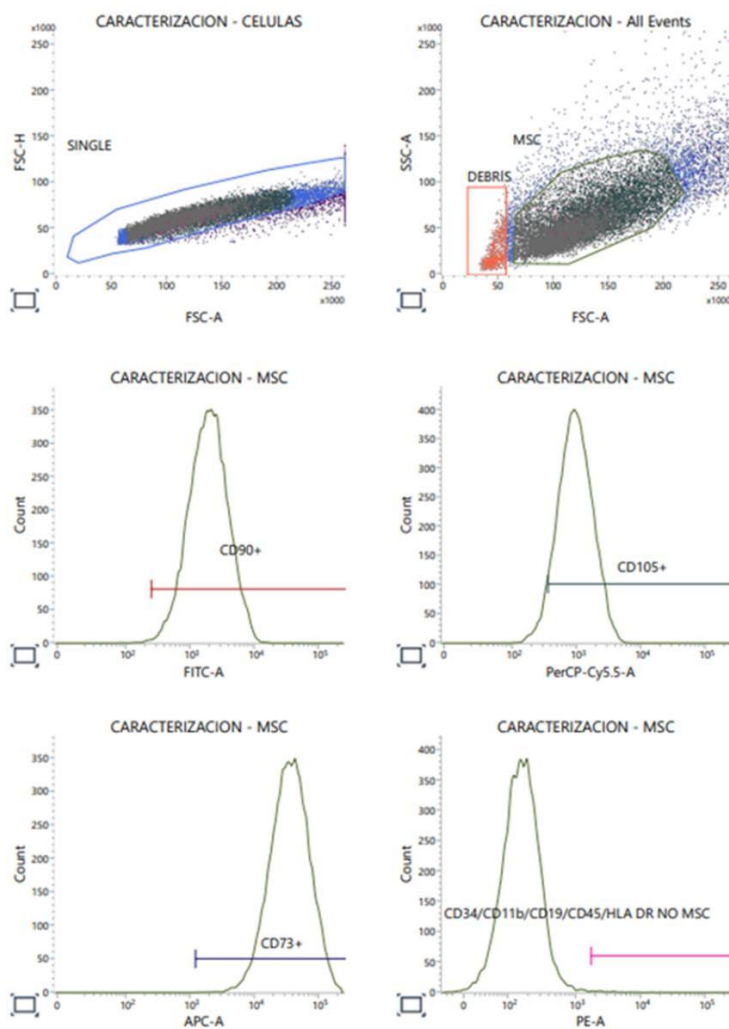 CARACTERIZACION - CELULAS
x1000
250
200
150
100
50
0
FSC-H
SINGLE
50
100
150
200
250
x1000
FSC-A
CARACTERIZACION - All Events
x1000
250
200
150
100
50
0
SSC-A
MSC
DEBRIS
0
50
100
150
200
250
x1000
FSC-A
CARACTERIZACION - MSC
350
300
250
200
150
100
50
0
Count
CD90+
0
10²
10³
10⁴
10⁵
FITC-A
CARACTERIZACION - MSC
400
350
300
250
200
150
100
50
0
Count
CD105+
0
10²
10³
10⁴
10⁵
PerCP-Cy5.5-A
CARACTERIZACION - MSC
350
300
250
200
150
100
50
0
Count
CD73+
0
10²
10³
10⁴
10⁵
APC-A
CARACTERIZACION - MSC
400
350
300
250
200
150
100
50
0
Count
CD34/CD11b/CD19/CD45/HLA DR NO MSC
0
10²
10³
10⁴
10⁵
PE-A